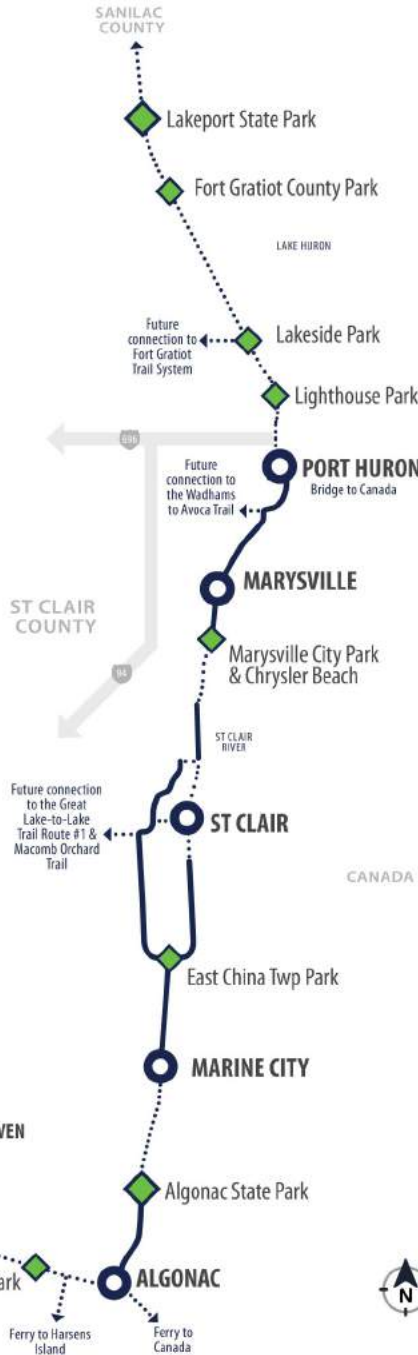 SANILAC
COUNTY
Lakeport State Park
Fort Gratiot County Park
LAKE HURON
Future
connection to
Fort Gratiot
Trail System
Lakeside Park
Lighthouse Park
696
PORT HURON
Bridge to Canada
Future
connection to
the Wadhams
to Avoca Trail
MARYSVILLE
ST CLAIR
COUNTY
Marysville City Park
& Chrysler Beach
94
ST CLAIR
RIVER
Future connection
to the Great
Lake-to-Lake
Trail Route #1 &
Macomb Orchard
Trail
ST CLAIR
CANADA
East China Twp Park
MARINE CITY
VEN
Algonac State Park
ark
ALGONAC
N
Ferry to Harsens
Island
Ferry to
Canada